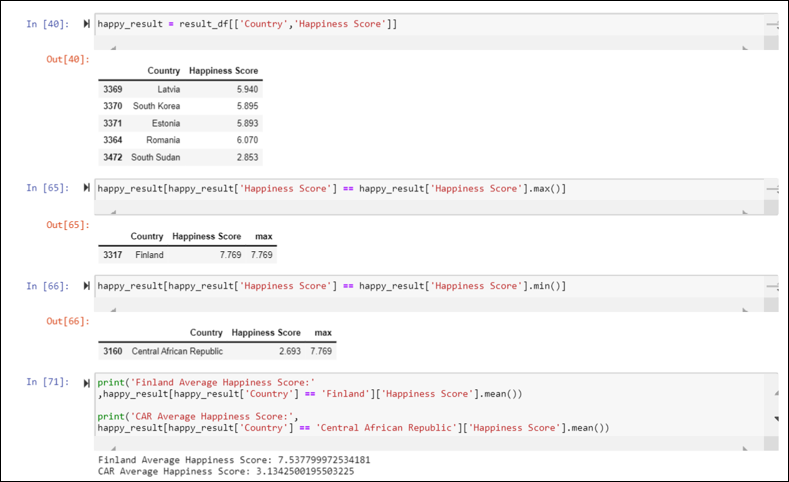 In [40]: happy_result = result_df[['Country','Happiness Score']]
Out[40]:
Country Happiness Score
3369 Latvia 5.940
3370 South Korea 5.895
3371 Estonia 5.893
3364 Romania 6.070
3472 South Sudan 2.853
In [65]: happy_result[happy_result['Happiness Score'] == happy_result['Happiness Score'].max()]
Out[65]:
Country Happiness Score max
3317 Finland 7.769 7.769
In [66]: happy_result[happy_result['Happiness Score'] == happy_result['Happiness Score'].min()]
Out[66]:
Country Happiness Score max
3160 Central African Republic 2.693 7.769
In [71]: print('Finland Average Happiness Score:'
,happy_result[happy_result['Country'] == 'Finland']['Happiness Score'].mean())
print('CAR Average Happiness Score:',
happy_result[happy_result['Country'] == 'Central African Republic']['Happiness Score'].mean())
Finland Average Happiness Score: 7.537799972534181
CAR Average Happiness Score: 3.1342500195503225